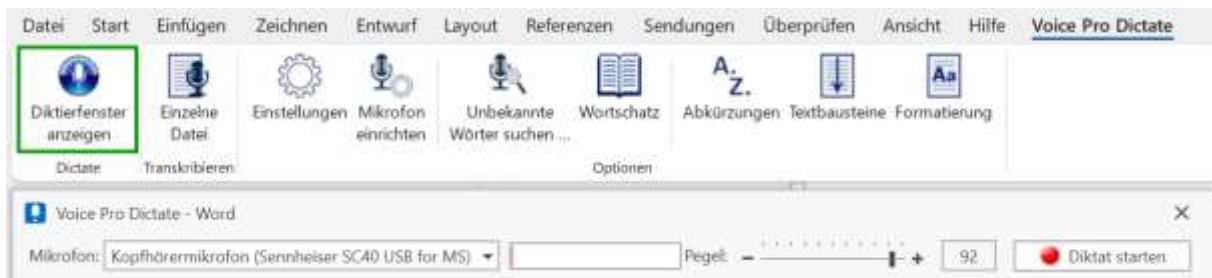 Datei Start Einfügen Zeichnen Entwurf Layout Referenzen Sendungen Überprüfen Ansicht Hilfe Voice Pro Dictate
Diktierfenster anzeigen
Einzelne Datei
Einstellungen
Mikrofon einrichten
Unbekannte Wörter suchen ...
Wortschatz
A. Z.
Abkürzungen
Textbausteine
Aa
Formatierung
Dictate Transkribieren Optionen
Voice Pro Dictate - Word
Mikrofon: Kopfhörermikrofon (Sennheiser SC40 USB for MS) Pegel: - + 92 Diktat starten